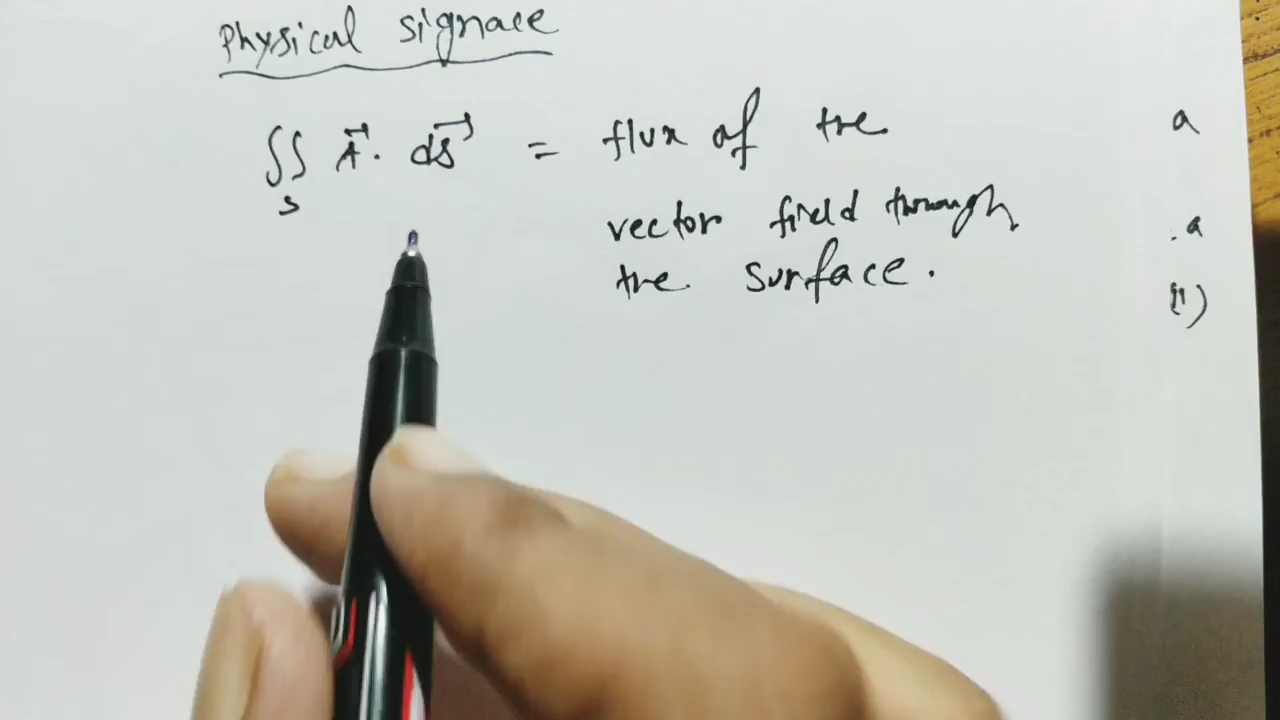 Physical signace
∬ A⃗ · ds⃗ = flux of the
S
vector field through
the surface.
a
.a
(1)